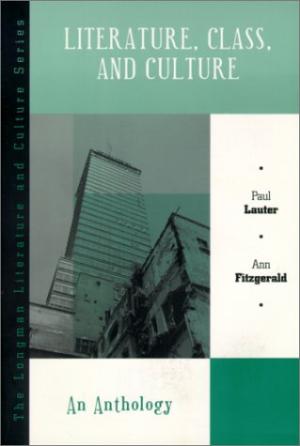 LITERATURE, CLASS,
AND CULTURE
The Longman Literature and Culture Series
Paul
Lauter
Ann
Fitzgerald
An Anthology